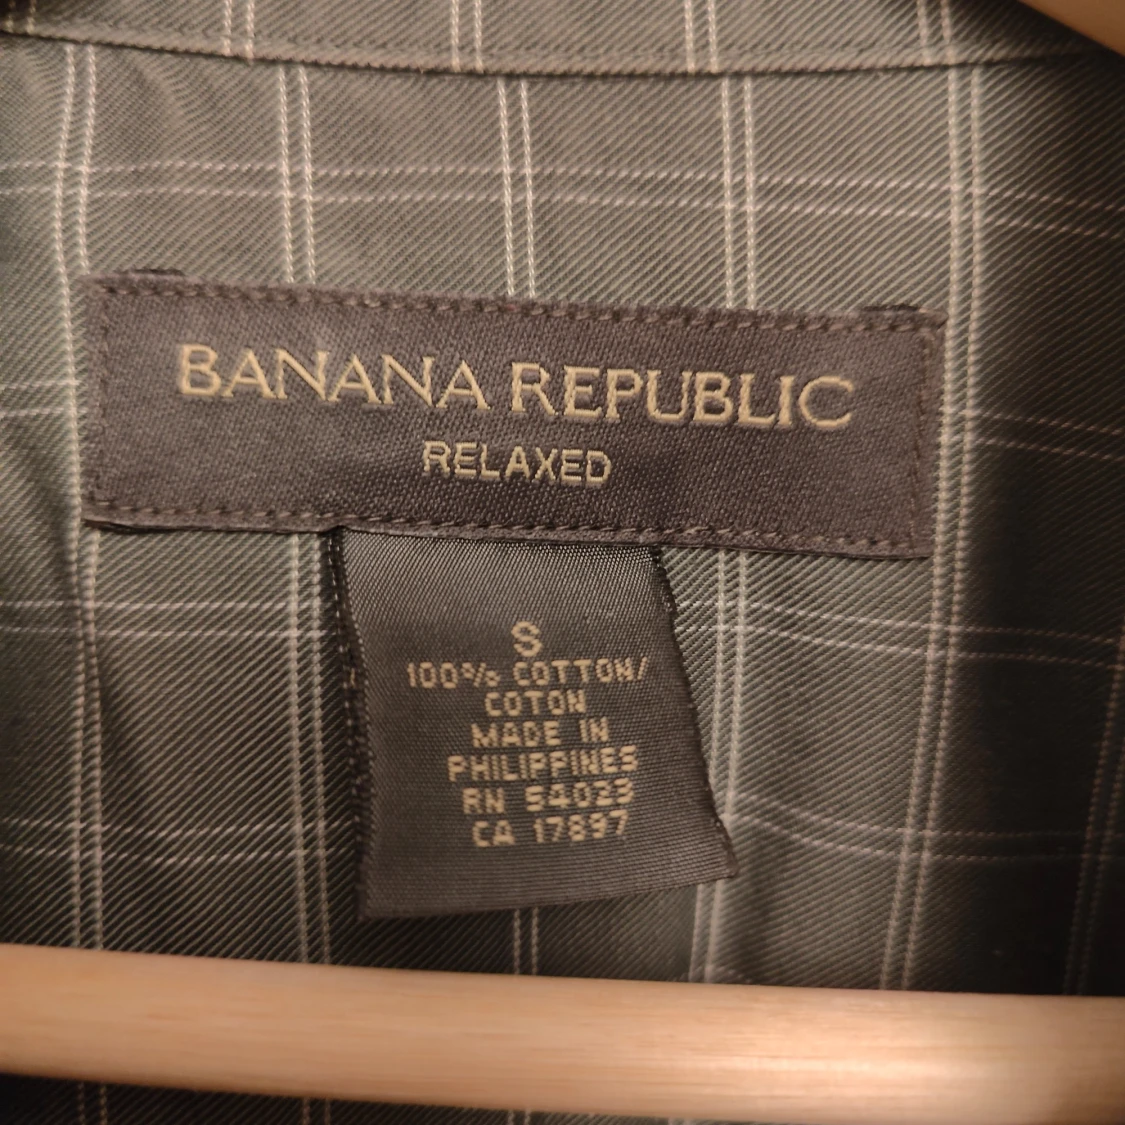 BANANA REPUBLIC
RELAXED
S
100% COTTON/
COTON
MADE IN
PHILIPPINES
RN 54023
CA 17897